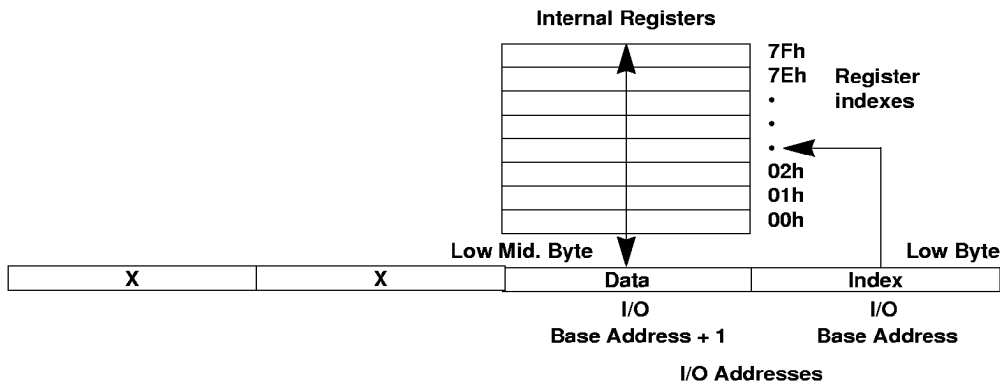 Internal Registers
7Fh
7Eh
Register
indexes
•
•
•
02h
01h
00h
Low Mid. Byte
Low Byte
X
X
Data
Index
I/O
Base Address + 1
I/O
Base Address
I/O Addresses